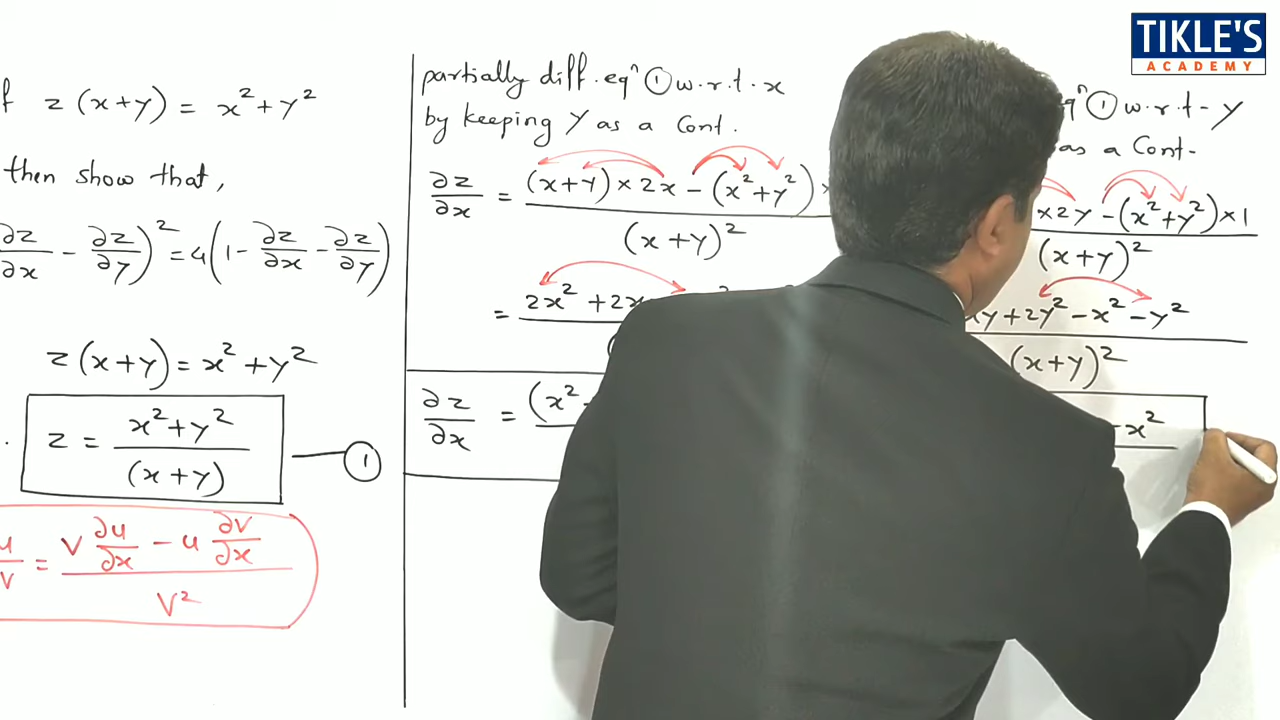 TIKLE'S
ACADEMY
f z (x+y) = x² + y²
then show that,
∂z/∂x - ∂z/∂y)² = 4(1 - ∂z/∂x - ∂z/∂y)
z(x+y) = x² + y²
z = x² + y² / (x+y) — ①
u/v = v ∂u/∂x - u ∂v/∂x / v²
partially diff. eqⁿ ① w.r.t. x
by keeping y as a Cont.
∂z/∂x = (x+y) × 2x - (x² + y²) / (x+y)²
= 2x² + 2x
∂z/∂x = (x²
qⁿ ① w.r.t- y
as a Cont-
× 2y - (x² + y²) × 1 / (x+y)²
y + 2y² - x² - y² / (x+y)²
- x²